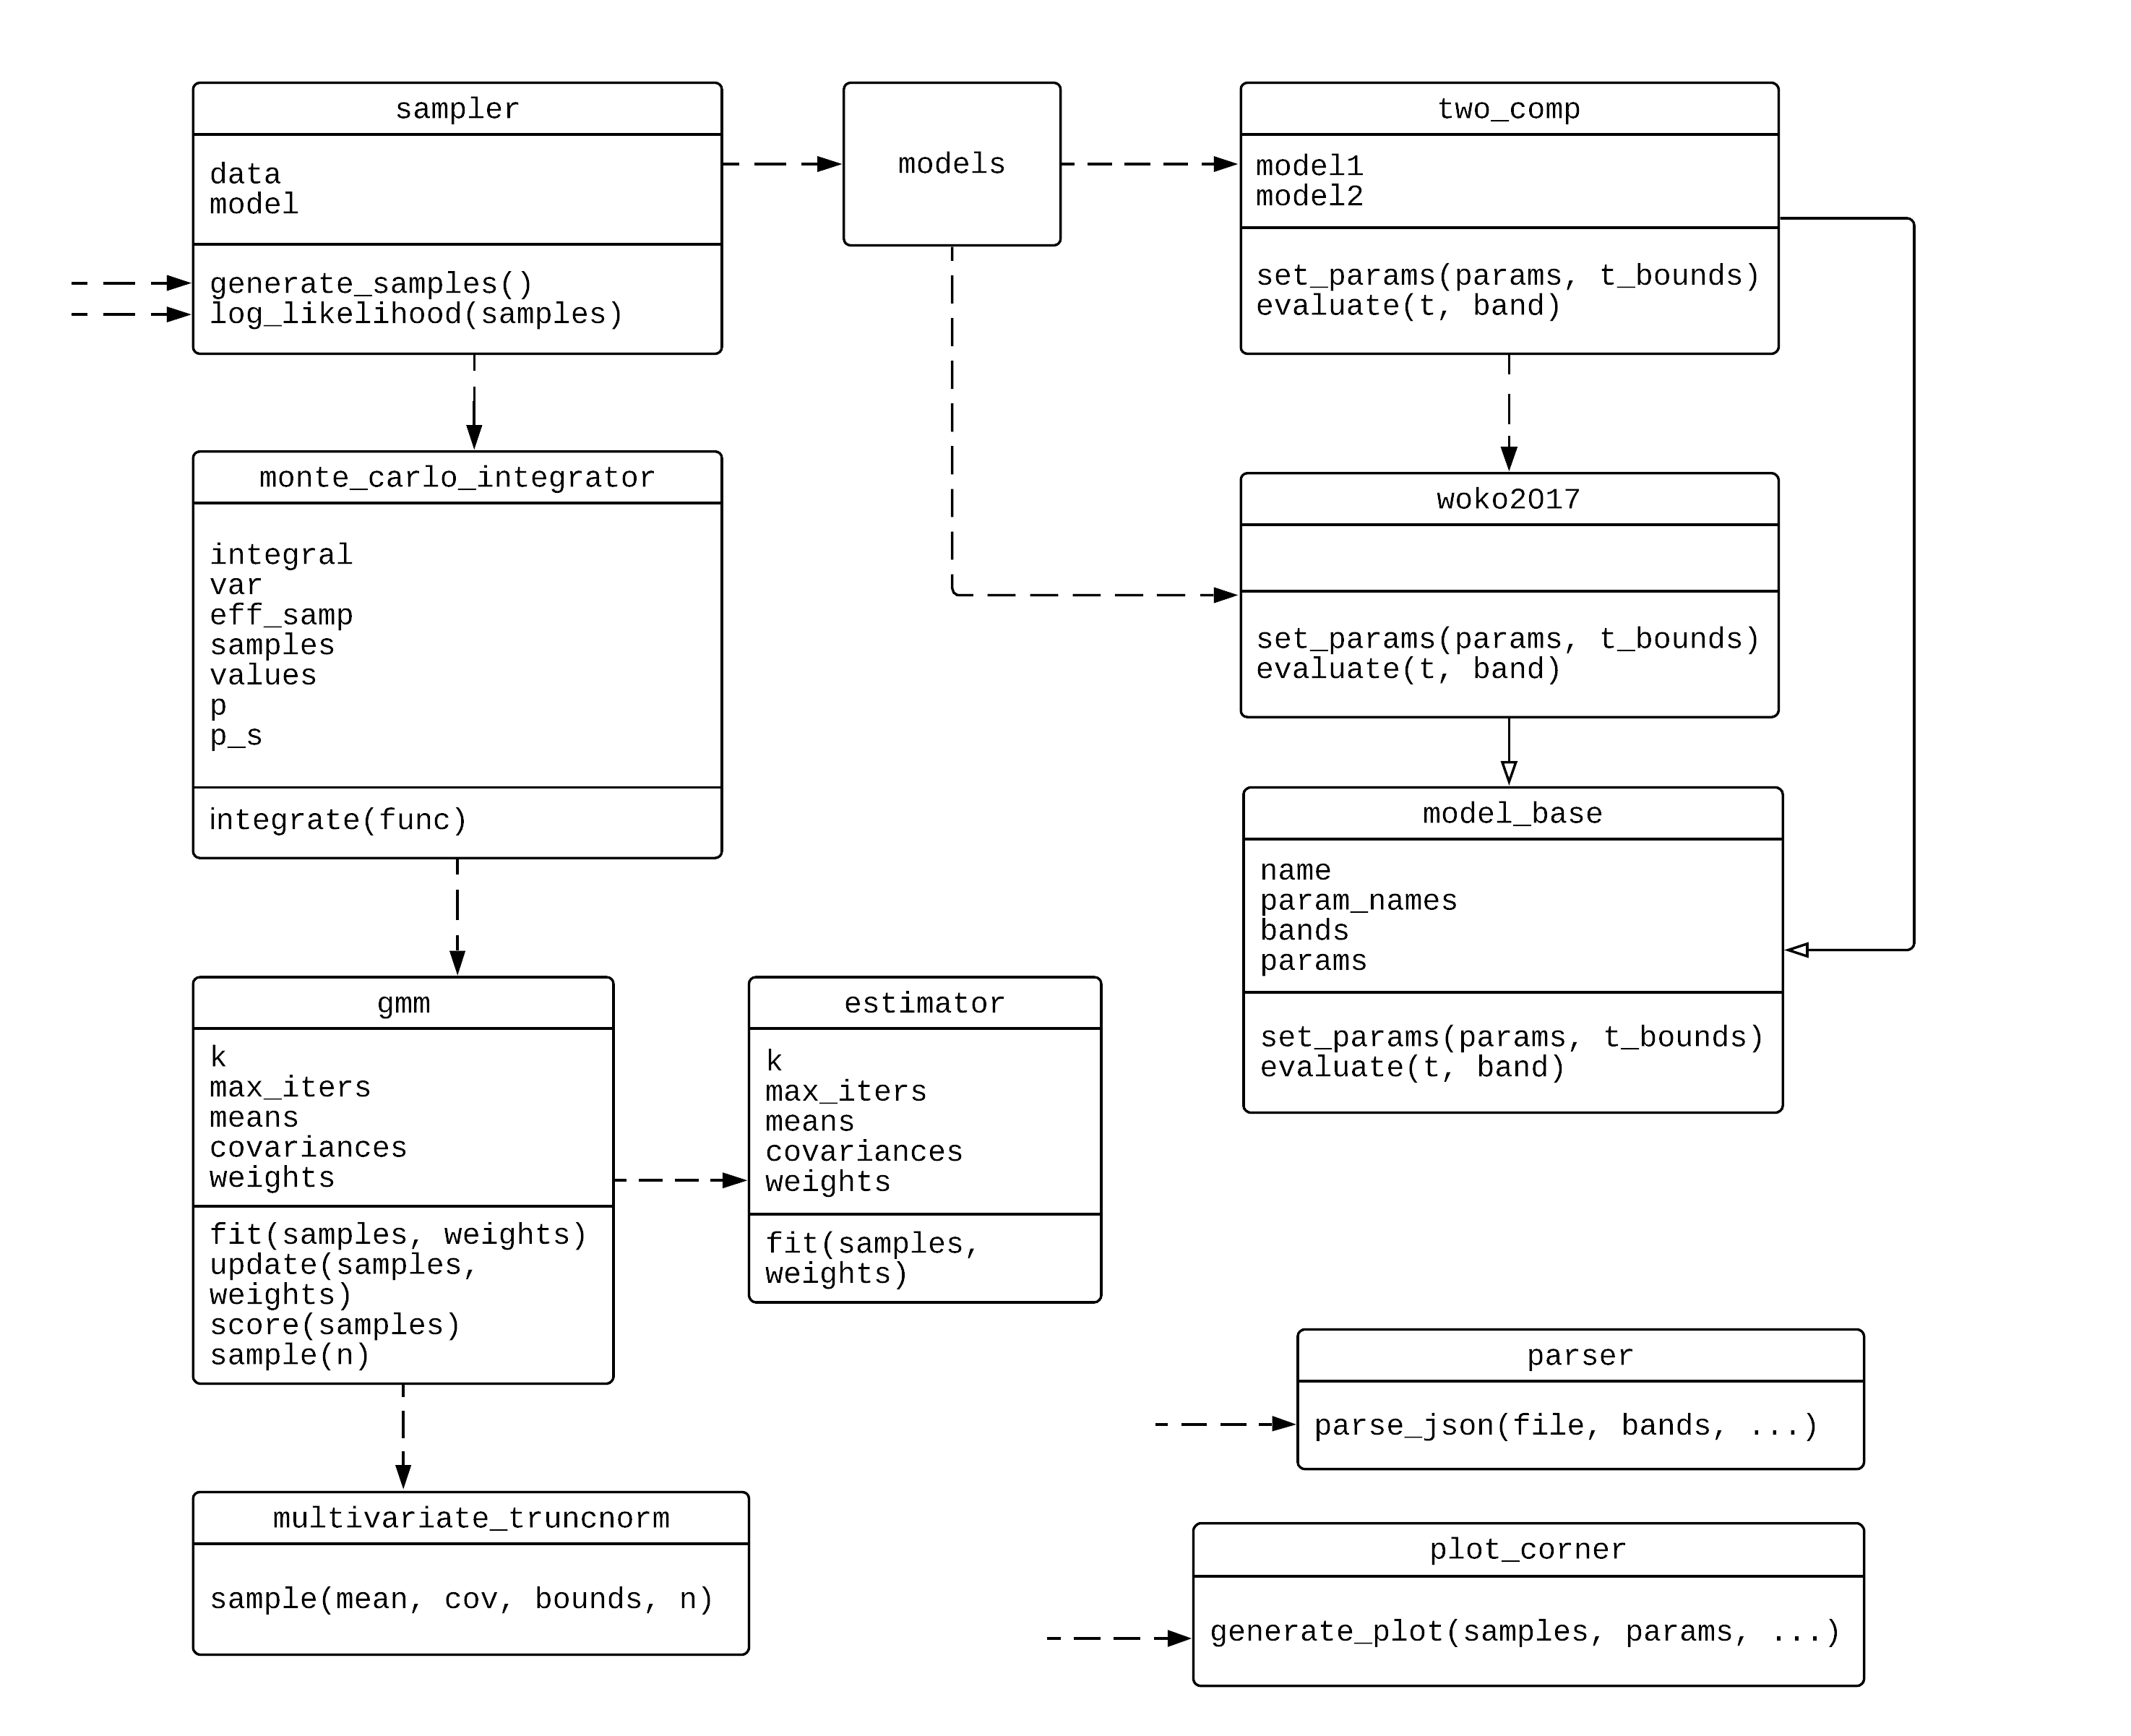 sampler
data
model
generate_samples()
log_likelihood(samples)
models
two_comp
model1
model2
set_params(params, t_bounds)
evaluate(t, band)
monte_carlo_integrator
integral
var
eff_samp
samples
values
p
p_s
integrate(func)
woko2017
set_params(params, t_bounds)
evaluate(t, band)
model_base
name
param_names
bands
params
set_params(params, t_bounds)
evaluate(t, band)
gmm
k
max_iters
means
covariances
weights
fit(samples, weights)
update(samples,
weights)
score(samples)
sample(n)
estimator
k
max_iters
means
covariances
weights
fit(samples,
weights)
multivariate_truncnorm
sample(mean, cov, bounds, n)
parser
parse_json(file, bands, ...)
plot_corner
generate_plot(samples, params, ...)